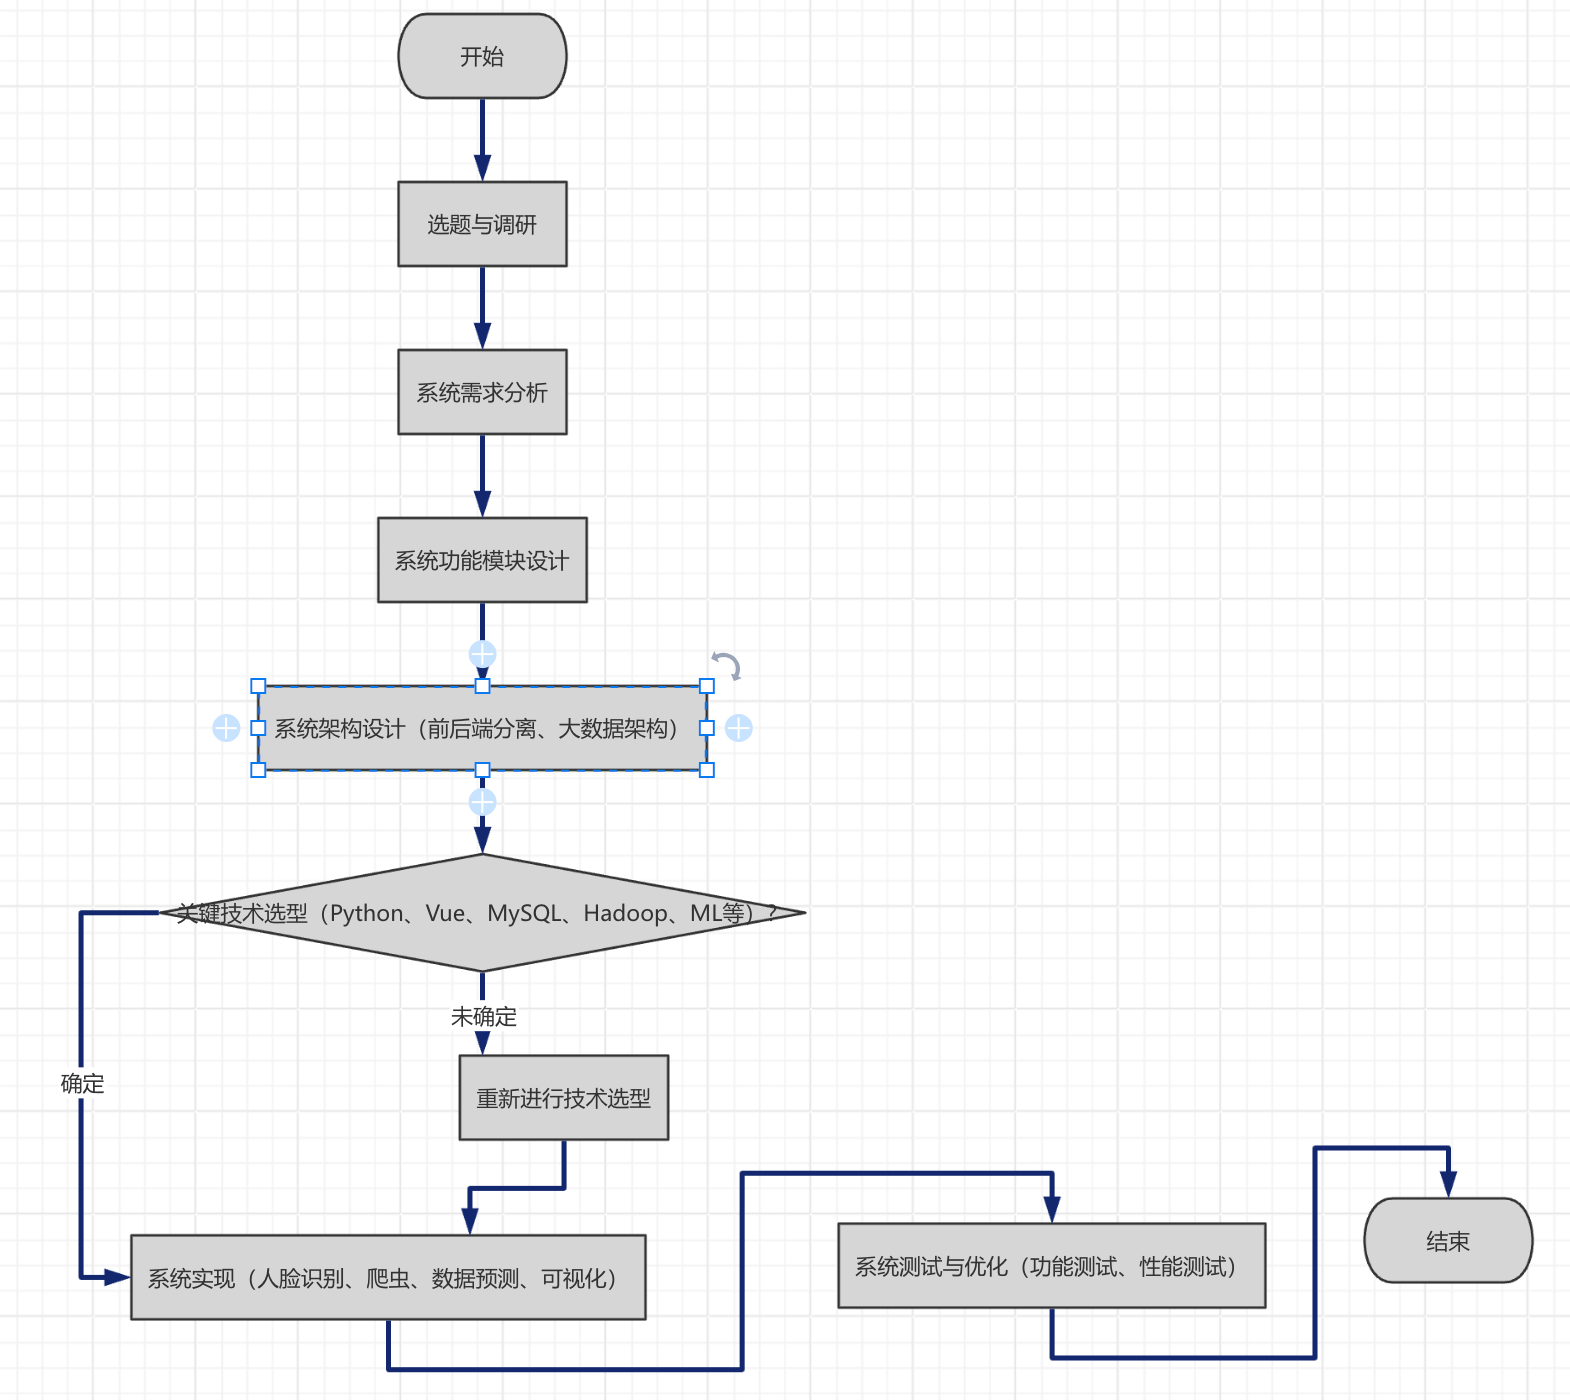 开始
选题与调研
系统需求分析
系统功能模块设计
系统架构设计（前后端分离、大数据架构）
关键技术选型（Python、Vue、MySQL、Hadoop、ML等）？
未确定
确定
重新进行技术选型
系统实现（人脸识别、爬虫、数据预测、可视化）
系统测试与优化（功能测试、性能测试）
结束